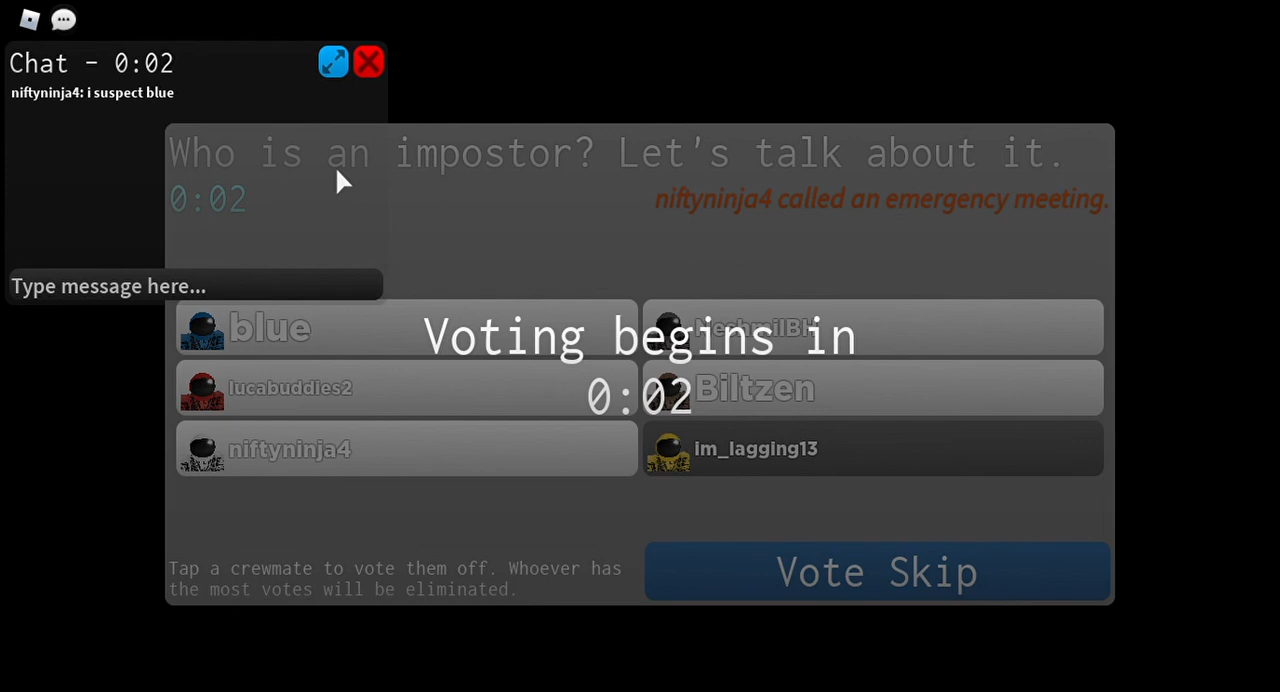 Chat - 0:02
niftyninja4: i suspect blue
Who is an impostor? Let's talk about it.
0:02
niftyninja4 called an emergency meeting.
Type message here...
blue
NeshmilBH
Voting begins in
0:02
lucabuddies2
Biltzen
niftyninja4
im_lagging13
Tap a crewmate to vote them off. Whoever has
the most votes will be eliminated.
Vote Skip